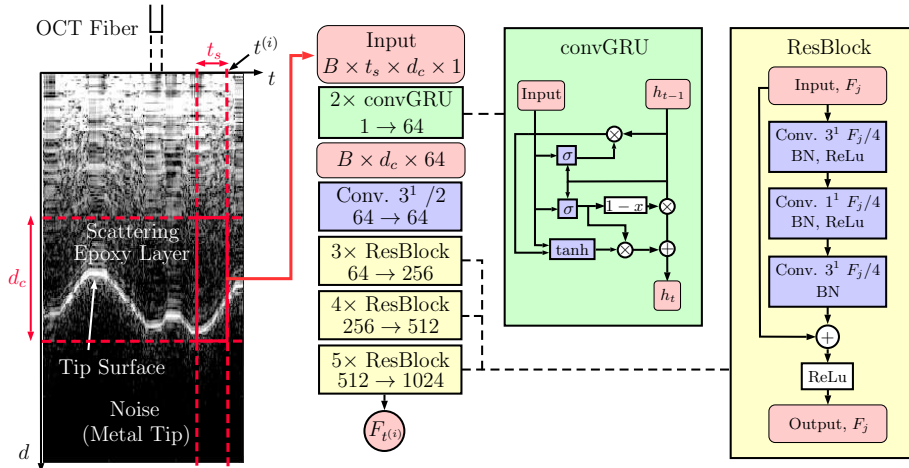 OCT Fiber
t_s
t^{(i)}
t
d_c
Scattering
Epoxy Layer
Tip Surface
Noise
(Metal Tip)
d
Input
B × t_s × d_c × 1
2× convGRU
1 → 64
B × d_c × 64
Conv. 3^1 /2
64 → 64
3× ResBlock
64 → 256
4× ResBlock
256 → 512
5× ResBlock
512 → 1024
F_{t^{(i)}}
convGRU
Input
h_{t−1}
×
σ
σ
1 − x
×
tanh
×
+
h_t
ResBlock
Input, F_j
Conv. 3^1 F_j/4
BN, ReLu
Conv. 1^1 F_j/4
BN, ReLu
Conv. 3^1 F_j/4
BN
+
ReLu
Output, F_j